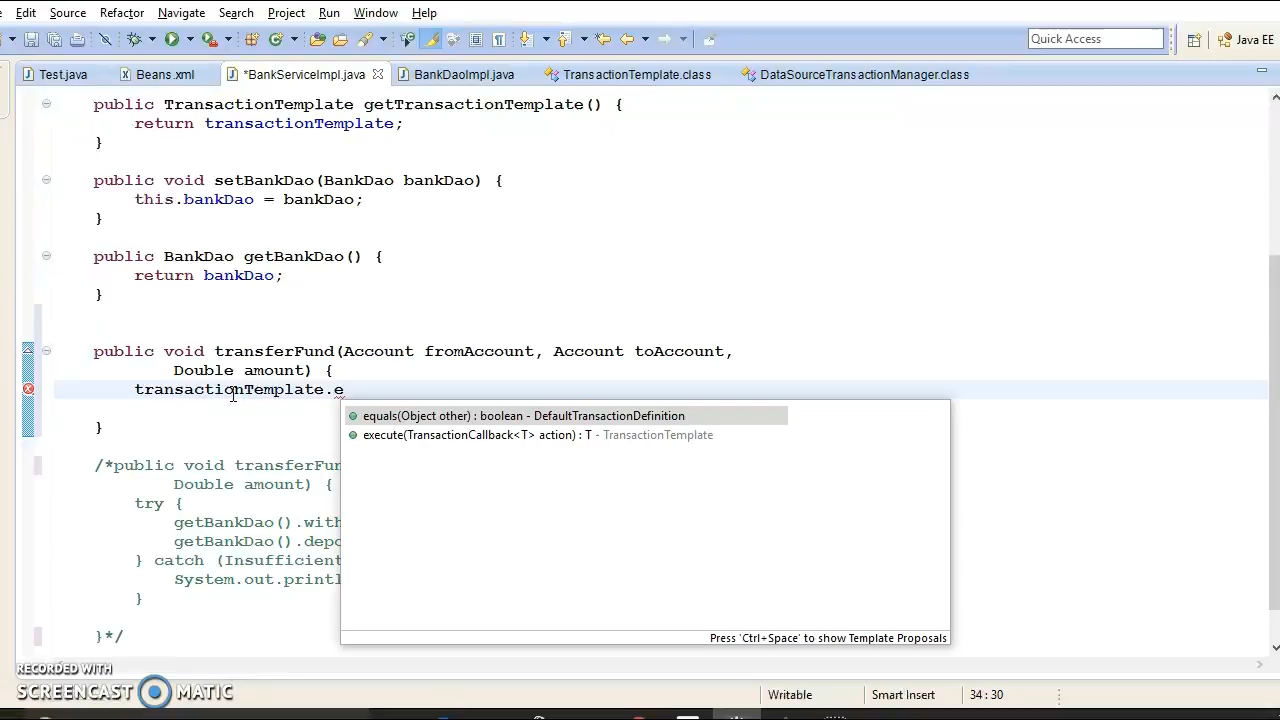 Edit Source Refactor Navigate Search Project Run Window Help
Quick Access
Java EE
Test.java Beans.xml *BankServiceImpl.java BankDaoImpl.java TransactionTemplate.class DataSourceTransactionManager.class
public TransactionTemplate getTransactionTemplate() {
return transactionTemplate;
}
public void setBankDao(BankDao bankDao) {
this.bankDao = bankDao;
}
public BankDao getBankDao() {
return bankDao;
}
public void transferFund(Account fromAccount, Account toAccount,
Double amount) {
transactionTemplate.e
equals(Object other) : boolean - DefaultTransactionDefinition
execute(TransactionCallback<T> action) : T - TransactionTemplate
}
/*public void transferFun
Double amount) {
try {
getBankDao().with
getBankDao().depo
} catch (Insufficient
System.out.printl
}
Press 'Ctrl+Space' to show Template Proposals
}*/
RECORDED WITH
SCREENCAST MATIC
Writable Smart Insert 34 : 30